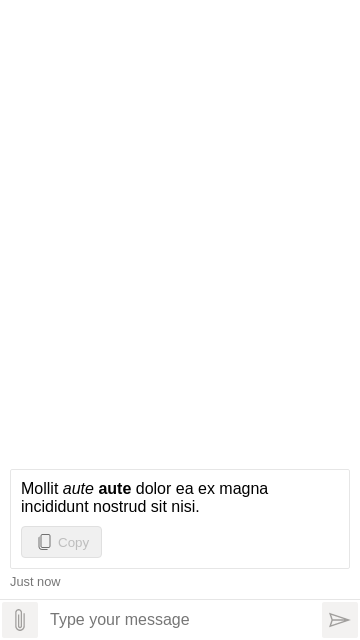 Mollit aute aute dolor ea ex magna
incididunt nostrud sit nisi.
Copy
Just now
Type your message